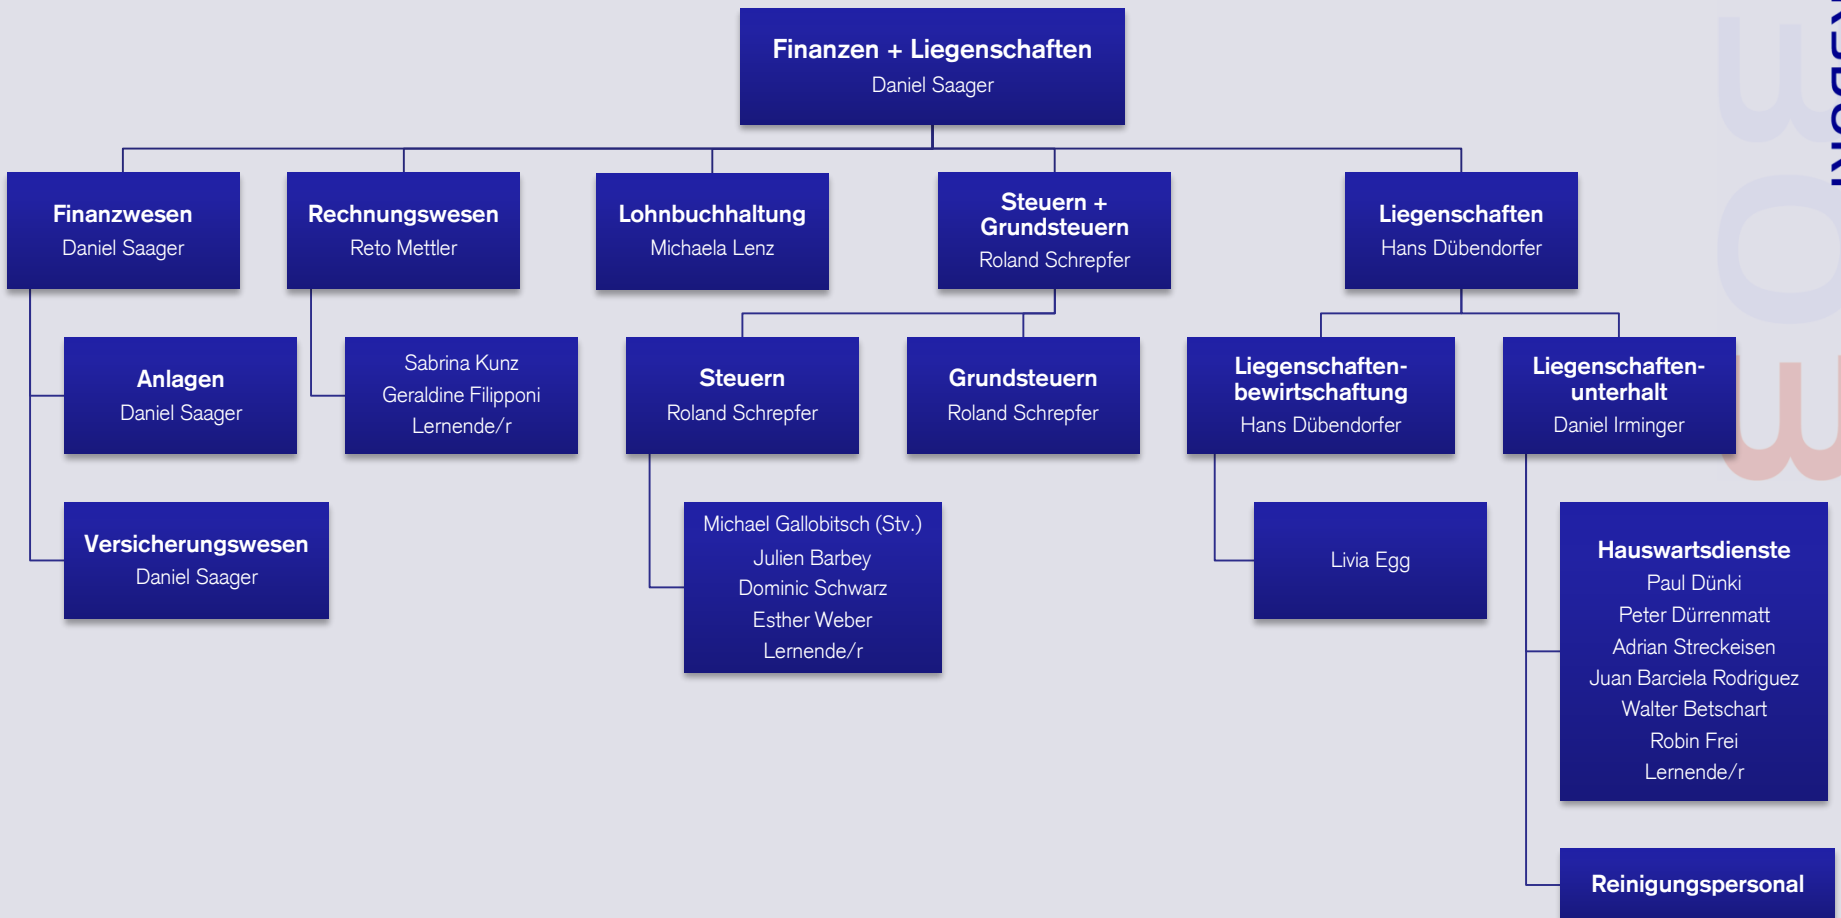 Finanzen + Liegenschaften
Daniel Saager
Finanzwesen
Daniel Saager
Rechnungswesen
Reto Mettler
Lohnbuchhaltung
Michaela Lenz
Steuern +
Grundsteuern
Roland Schrepfer
Liegenschaften
Hans Dübendorfer
Anlagen
Daniel Saager
Sabrina Kunz
Geraldine Filipponi
Lernende/r
Steuern
Roland Schrepfer
Grundsteuern
Roland Schrepfer
Liegenschaften-
bewirtschaftung
Hans Dübendorfer
Liegenschaften-
unterhalt
Daniel Irminger
Versicherungswesen
Daniel Saager
Michael Gallobitsch (Stv.)
Julien Barbey
Dominic Schwarz
Esther Weber
Lernende/r
Livia Egg
Hauswartsdienste
Paul Dünki
Peter Dürrenmatt
Adrian Streckeisen
Juan Barciela Rodriguez
Walter Betschart
Robin Frei
Lernende/r
Reinigungspersonal